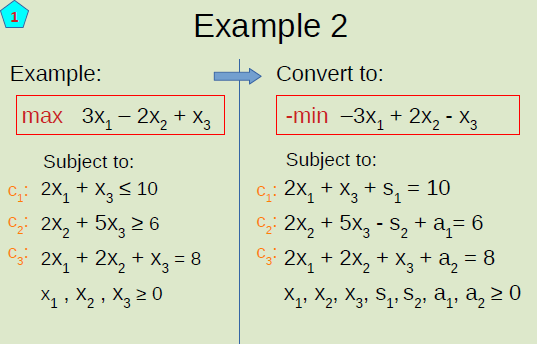 1
Example 2
Example:
max 3x₁ – 2x₂ + x₃
Subject to:
c₁: 2x₁ + x₃ ≤ 10
c₂: 2x₂ + 5x₃ ≥ 6
c₃: 2x₁ + 2x₂ + x₃ = 8
x₁ , x₂ , x₃ ≥ 0
Convert to:
-min –3x₁ + 2x₂ - x₃
Subject to:
c₁: 2x₁ + x₃ + s₁ = 10
c₂: 2x₂ + 5x₃ - s₂ + a₁= 6
c₃: 2x₁ + 2x₂ + x₃ + a₂ = 8
x₁, x₂, x₃, s₁, s₂, a₁, a₂ ≥ 0